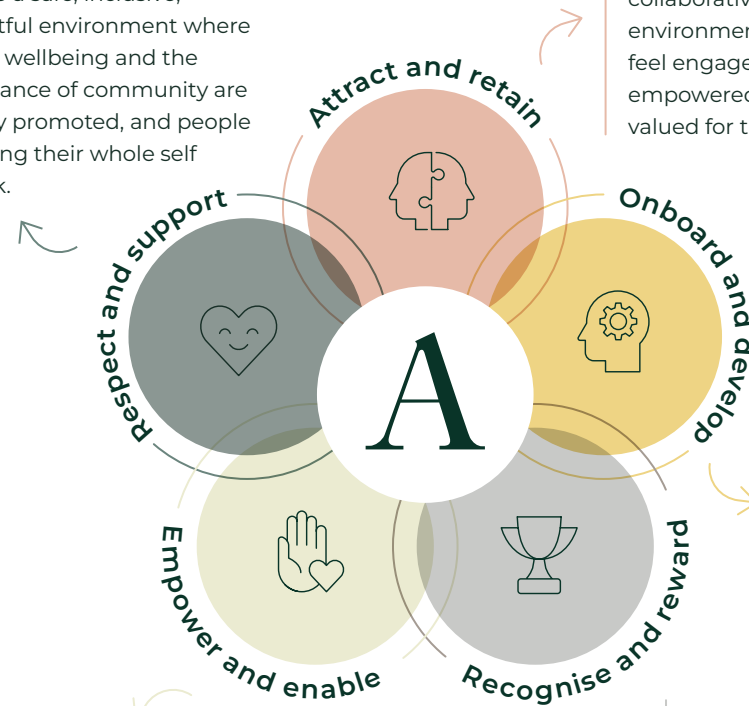 tful environment where
wellbeing and the
ance of community are
y promoted, and people
ng their whole self
k.
environmen
feel engage
empowered
valued for t
Attract and retain
Respect and support
Onboard and develop
A
Empower and enable
Recognise and reward